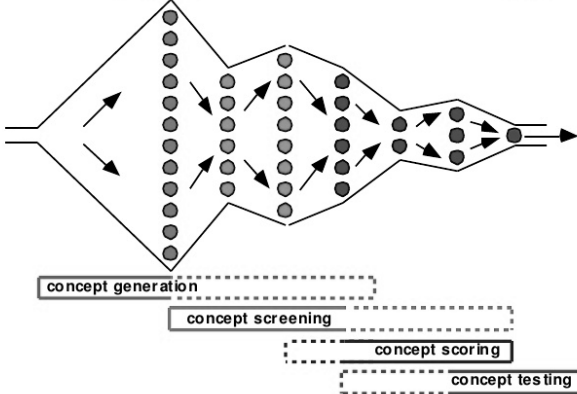 concept generation
concept screening
concept scoring
concept testing